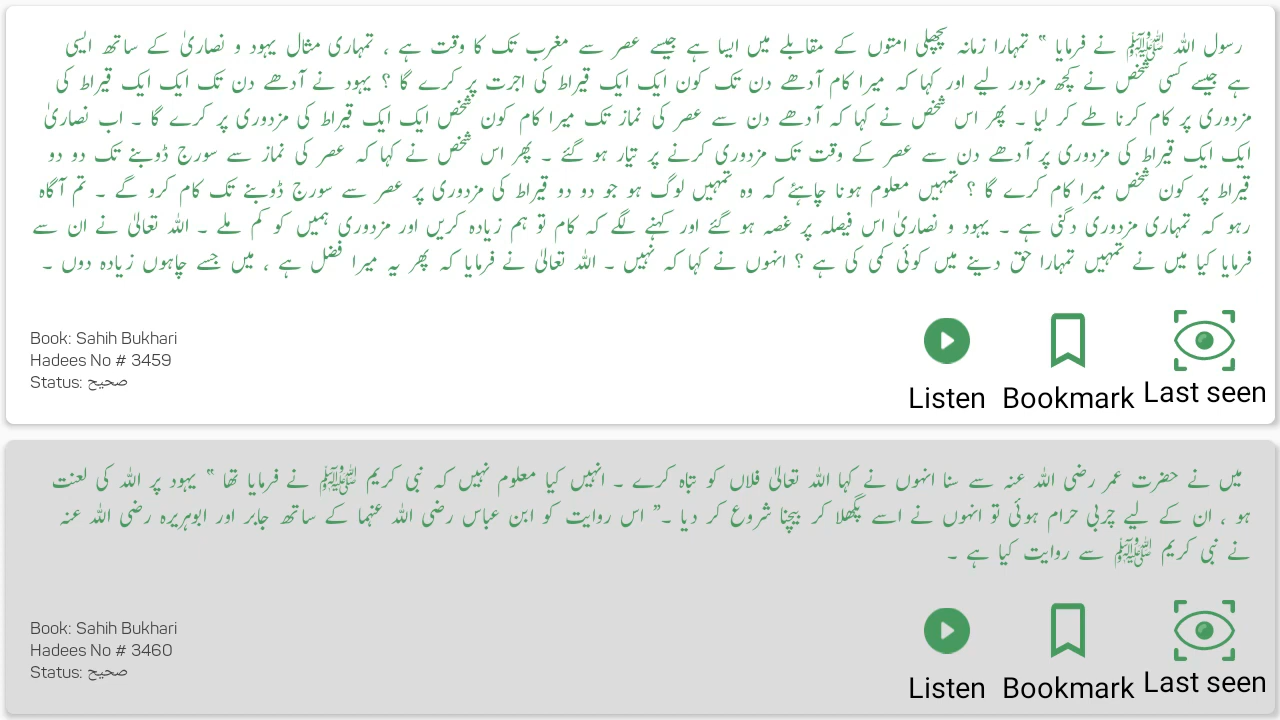 رسول اللہ ﷺ نے فرمایا ” تمہارا زمانہ پچھلی امتوں کے مقابلے میں ایسا ہے جیسے عصر سے مغرب تک کا وقت ہے ، تمہاری مثال یہود و نصاریٰ کے ساتھ ایسی
ہے جیسے کسی شخص نے کچھ مزدور لیے اور کہا کہ میرا کام آدھے دن تک کون ایک ایک قیراط کی اجرت پر کرے گا ؟ یہود نے آدھے دن تک ایک ایک قیراط کی
مزدوری پر کام کرنا طے کر لیا ۔ پھر اس شخص نے کہا کہ آدھے دن سے عصر کی نماز تک میرا کام کون شخص ایک ایک قیراط کی مزدوری پر کرے گا ۔ اب نصاریٰ
ایک ایک قیراط کی مزدوری پر آدھے دن سے عصر کے وقت تک مزدوری کرنے پر تیار ہو گئے ۔ پھر اس شخص نے کہا کہ عصر کی نماز سے سورج ڈوبنے تک دو دو
قیراط پر کون شخص میرا کام کرے گا ؟ تمہیں معلوم ہونا چاہئے کہ وہ تمہیں لوگ ہو جو دو دو قیراط کی مزدوری پر عصر سے سورج ڈوبنے تک کام کرو گے ۔ تم آگاہ
رہو کہ تمہاری مزدوری دگنی ہے ۔ یہود و نصاریٰ اس فیصلہ پر غصہ ہو گئے اور کہنے لگے کہ کام تو ہم زیادہ کریں اور مزدوری ہمیں کو کم ملے ۔ اللہ تعالیٰ نے ان سے
فرمایا کیا میں نے تمہیں تمہارا حق دینے میں کوئی کمی کی ہے ؟ انہوں نے کہا کہ نہیں ۔ اللہ تعالیٰ نے فرمایا کہ پھر یہ میرا فضل ہے ، میں جسے چاہوں زیادہ دوں ۔
Book: Sahih Bukhari
Hadees No # 3459
Status: صحیح
Listen Bookmark Last seen
میں نے حضرت عمر رضی اللہ عنہ سے سنا انہوں نے کہا اللہ تعالیٰ فلاں کو تباہ کرے ۔ انہیں کیا معلوم نہیں کہ نبی کریم ﷺ نے فرمایا تھا ” یہود پر اللہ کی لعنت
ہو ، ان کے لیے چربی حرام ہوئی تو انہوں نے اسے پگھلا کر بیچنا شروع کر دیا ۔“ اس روایت کو ابن عباس رضی اللہ عنہما کے ساتھ جابر اور ابوہریرہ رضی اللہ عنہ
نے نبی کریم ﷺ سے روایت کیا ہے ۔
Book: Sahih Bukhari
Hadees No # 3460
Status: صحیح
Listen Bookmark Last seen